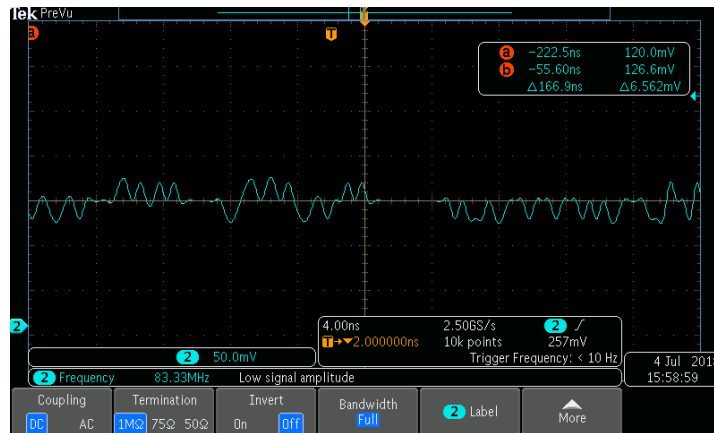 Tek PreVu
a
T
a -222.5ns 120.0mV
b -55.60ns 126.6mV
Δ166.9ns Δ6.562mV
2
4.00ns 2.50GS/s 2 /
T→▼2.000000ns 10k points 257mV
2 50.0mV
Trigger Frequency: < 10 Hz
2 Frequency 83.33MHz Low signal amplitude
4 Jul 201
15:58:59
Coupling
DC AC
Termination
1MΩ 75Ω 50Ω
Invert
On Off
Bandwidth
Full
2 Label
More